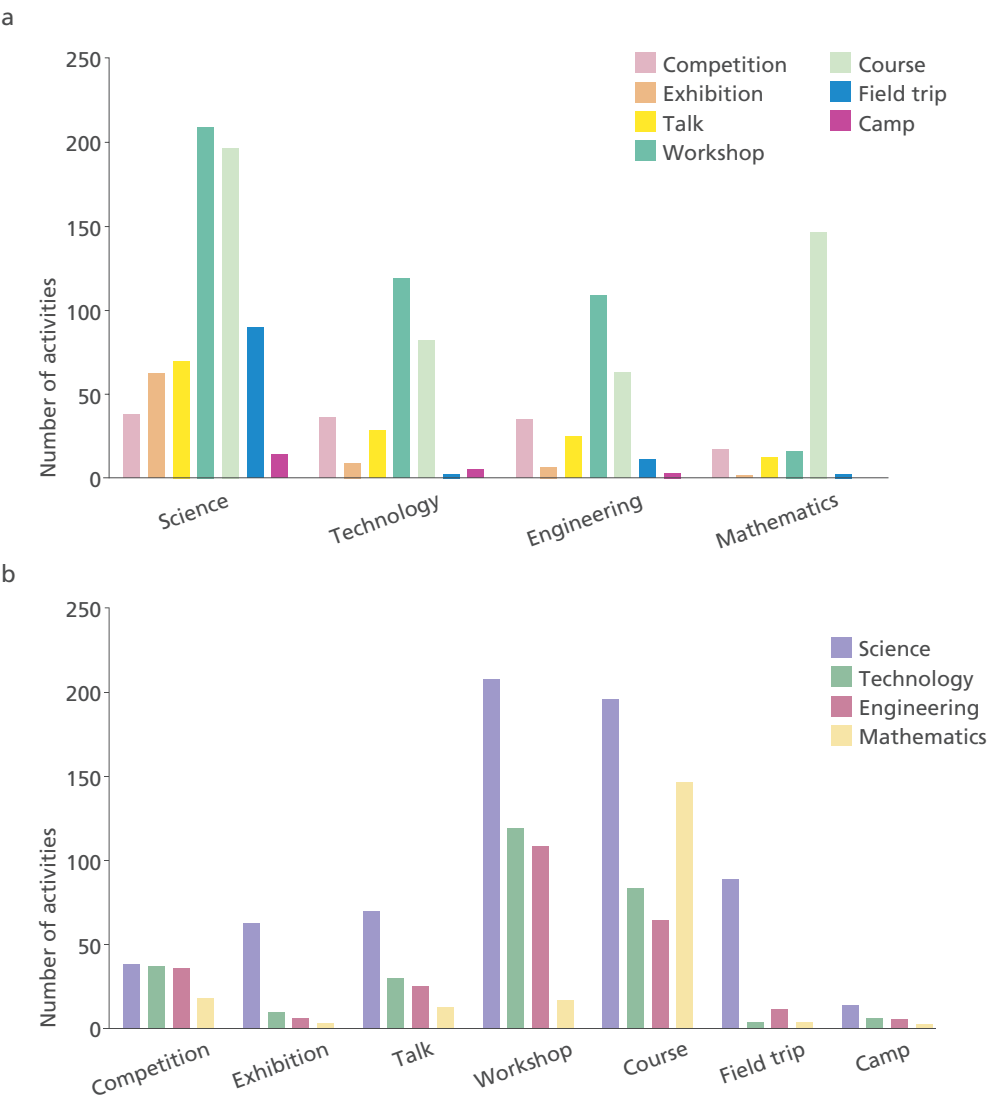 a
250
200
150
100
50
0
Number of activities
Competition
Exhibition
Talk
Workshop
Course
Field trip
Camp
Science
Technology
Engineering
Mathematics
b
250
200
150
100
50
0
Number of activities
Science
Technology
Engineering
Mathematics
Competition
Exhibition
Talk
Workshop
Course
Field trip
Camp